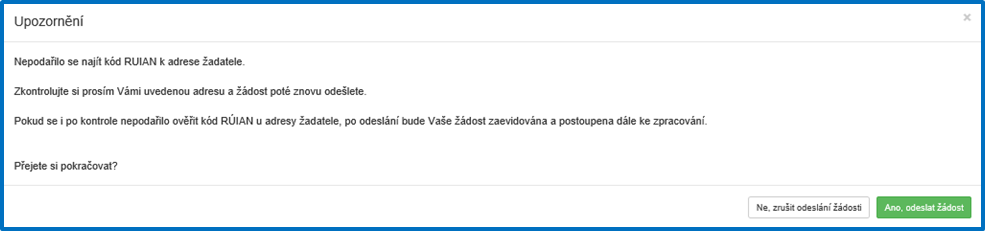 Upozornění
×
Nepodařilo se najít kód RUIAN k adrese žadatele.
Zkontrolujte si prosím Vámi uvedenou adresu a žádost poté znovu odešlete.
Pokud se i po kontrole nepodařilo ověřit kód RÚIAN u adresy žadatele, po odeslání bude Vaše žádost zaevidována a postoupena dále ke zpracování.
Přejete si pokračovat?
Ne, zrušit odeslání žádosti
Ano, odeslat žádost